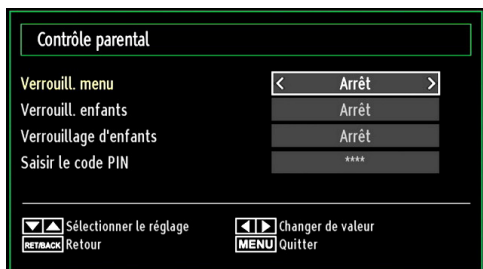 Contrôle parental
Verrouill. menu < Arrêt >
Verrouill. enfants Arrêt
Verrouillage d'enfants Arrêt
Saisir le code PIN ****
Sélectionner le réglage Changer de valeur
RET/BACK Retour MENU Quitter